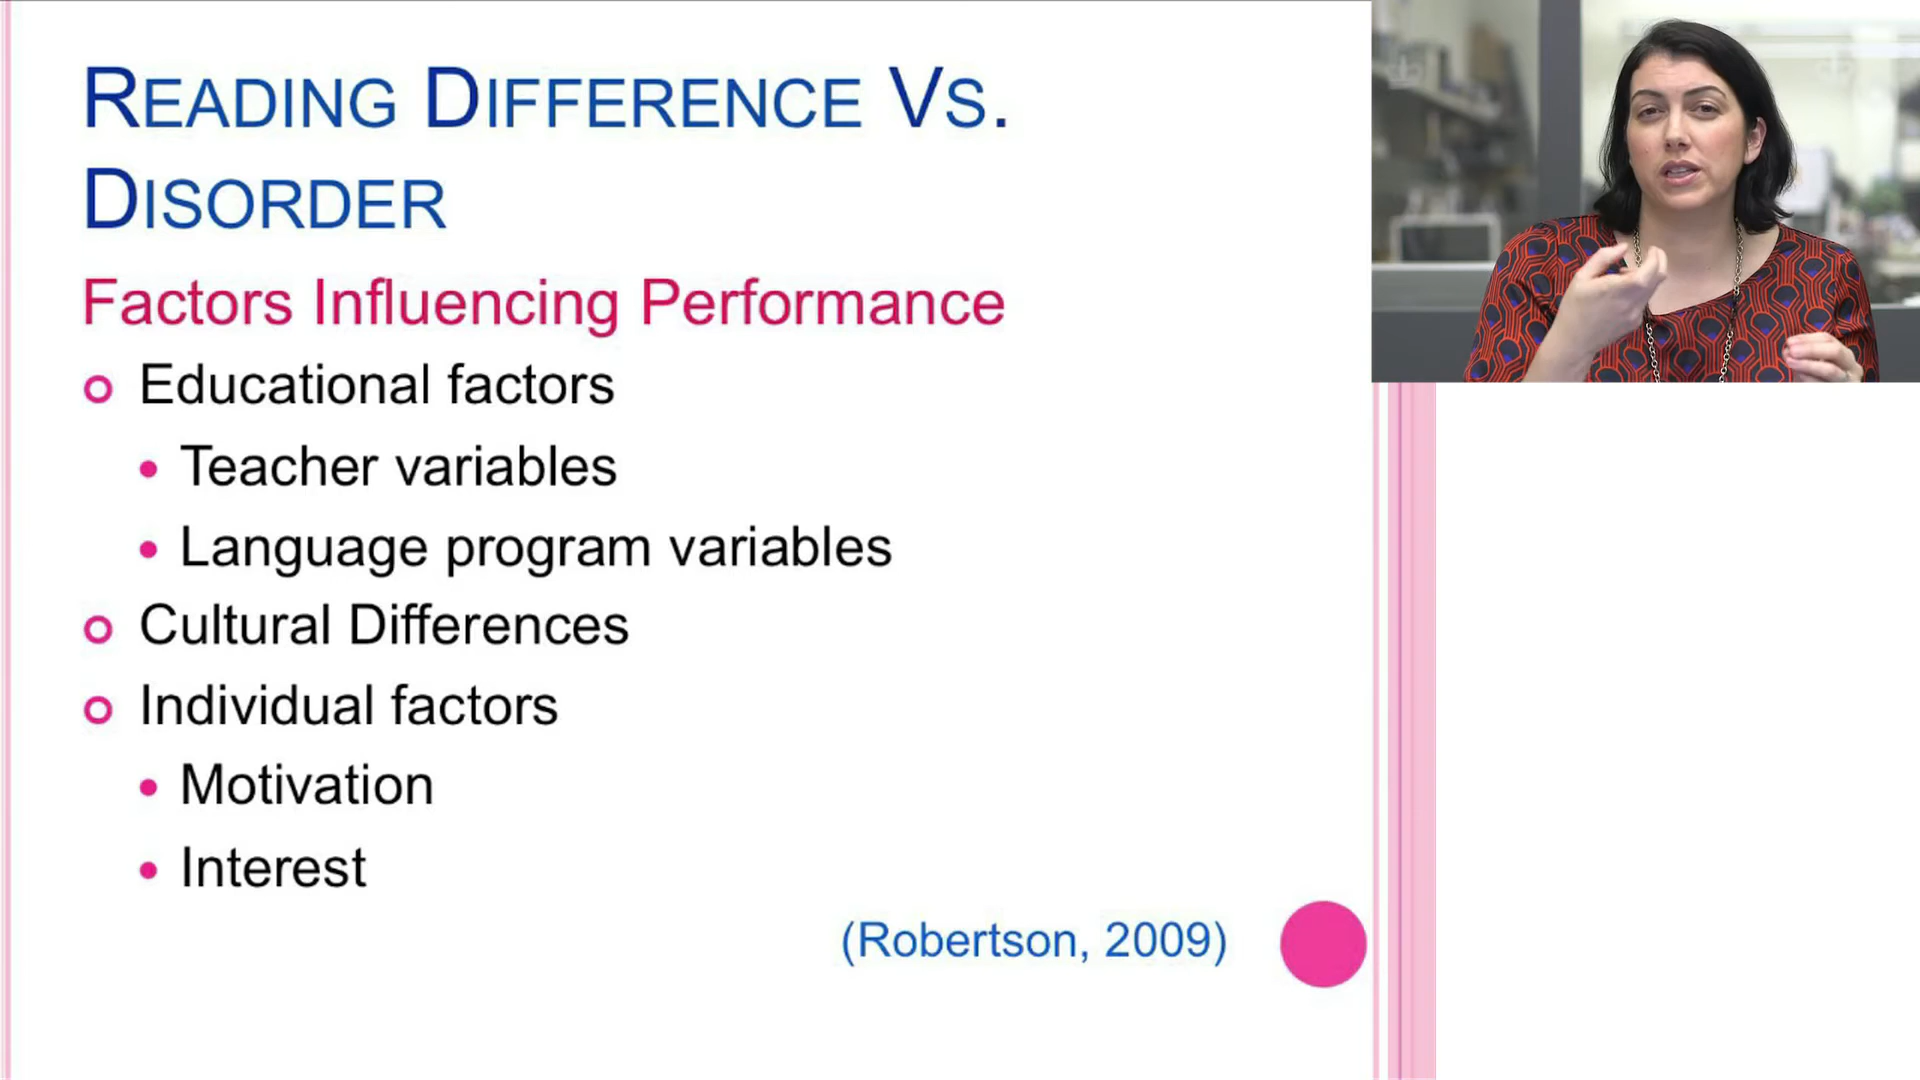 READING DIFFERENCE VS.
DISORDER
Factors Influencing Performance
Educational factors
Teacher variables
Language program variables
Cultural Differences
Individual factors
Motivation
Interest
(Robertson, 2009)